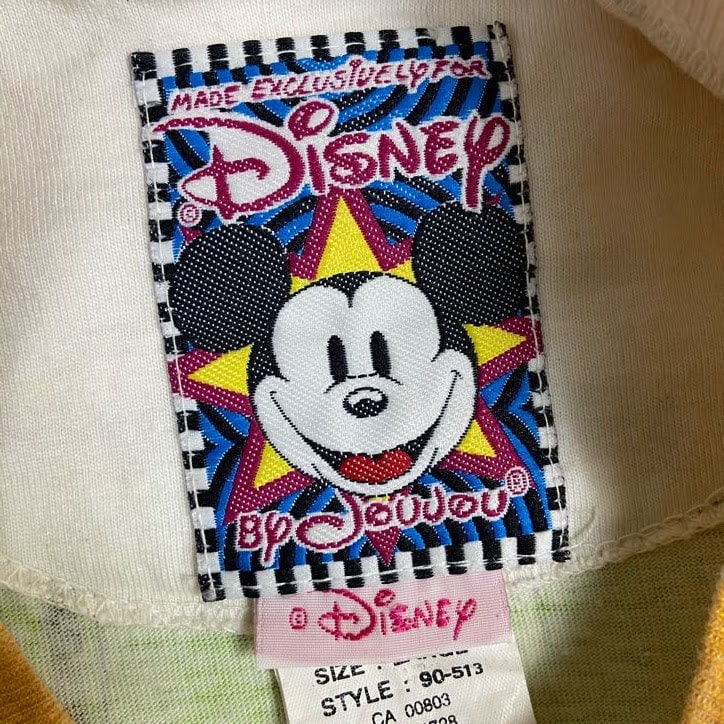 MADE EXCLUSIVELY FOR
DISNEY
©
BY JOUJOU®
© DISNEY
SIZE : LARGE
STYLE : 90-513
CA 00803